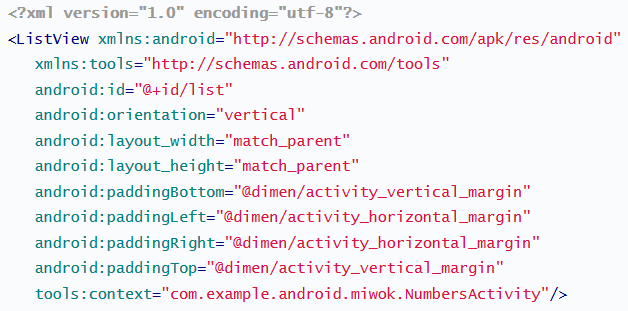 <?xml version="1.0" encoding="utf-8"?>
<ListView xmlns:android="http://schemas.android.com/apk/res/android"
xmlns:tools="http://schemas.android.com/tools"
android:id="@+id/list"
android:orientation="vertical"
android:layout_width="match_parent"
android:layout_height="match_parent"
android:paddingBottom="@dimen/activity_vertical_margin"
android:paddingLeft="@dimen/activity_horizontal_margin"
android:paddingRight="@dimen/activity_horizontal_margin"
android:paddingTop="@dimen/activity_vertical_margin"
tools:context="com.example.android.miwok.NumbersActivity"/>